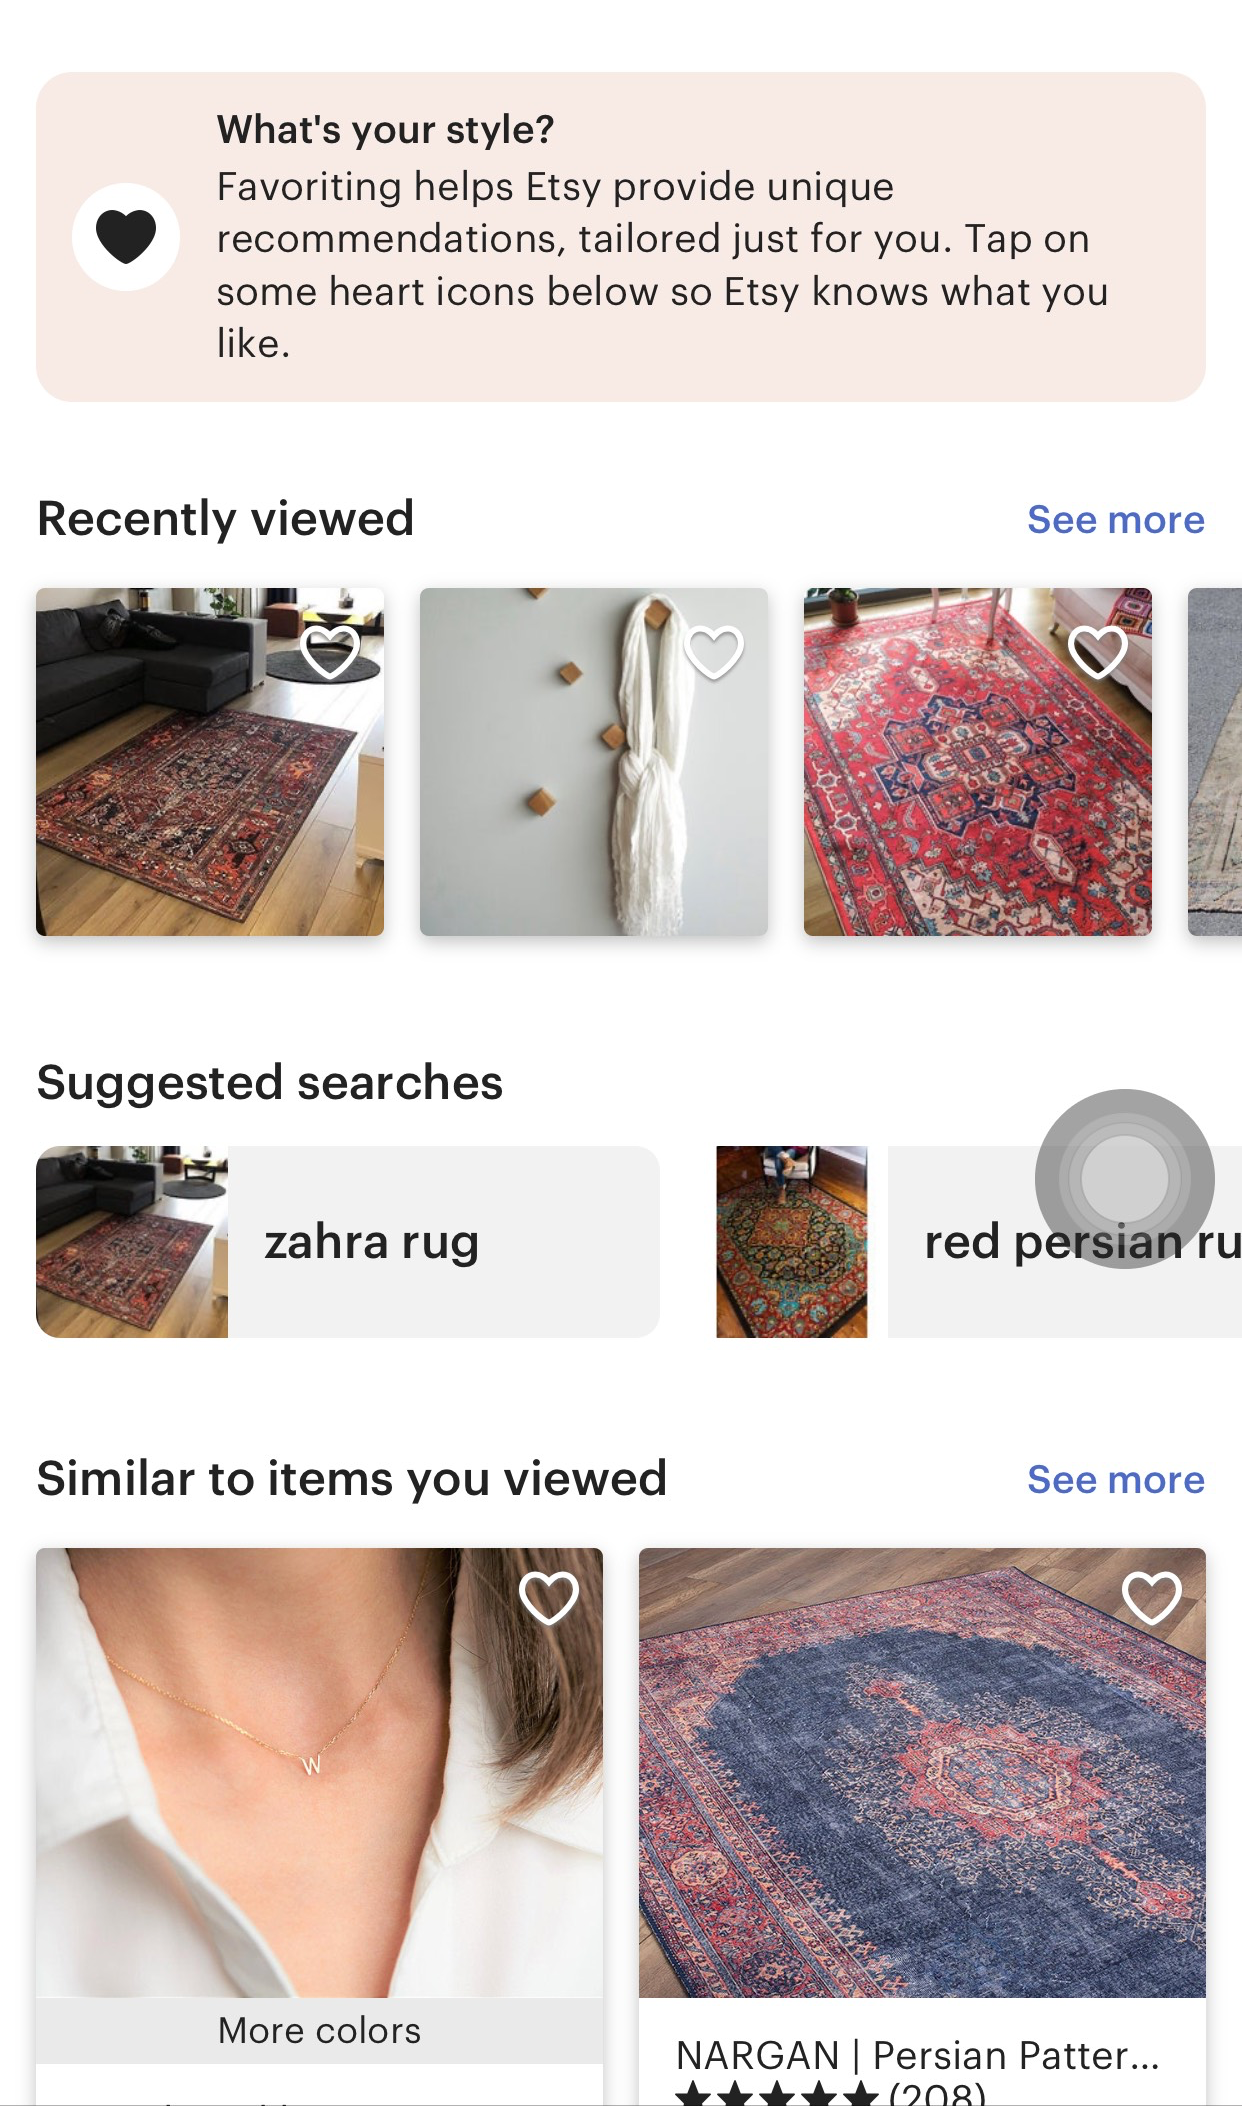 What's your style?
Favoriting helps Etsy provide unique
recommendations, tailored just for you. Tap on
some heart icons below so Etsy knows what you
like.
Recently viewed
See more
Suggested searches
zahra rug
red persian ru
Similar to items you viewed
See more
W
More colors
NARGAN | Persian Patter...
(208)